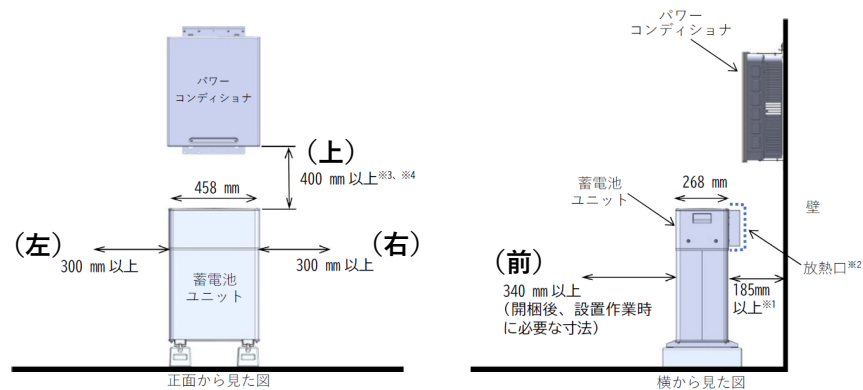 パワー
コンディショナ
(上)
400 mm 以上※3、※4
458 mm
(左)
300 mm 以上
(右)
300 mm 以上
蓄電池
ユニット
正面から見た図
パワー
コンディショナ
268 mm
蓄電池
ユニット
壁
放熱口※2
(前)
340 mm 以上
(開梱後、設置作業時
に必要な寸法)
185mm
以上※1
横から見た図